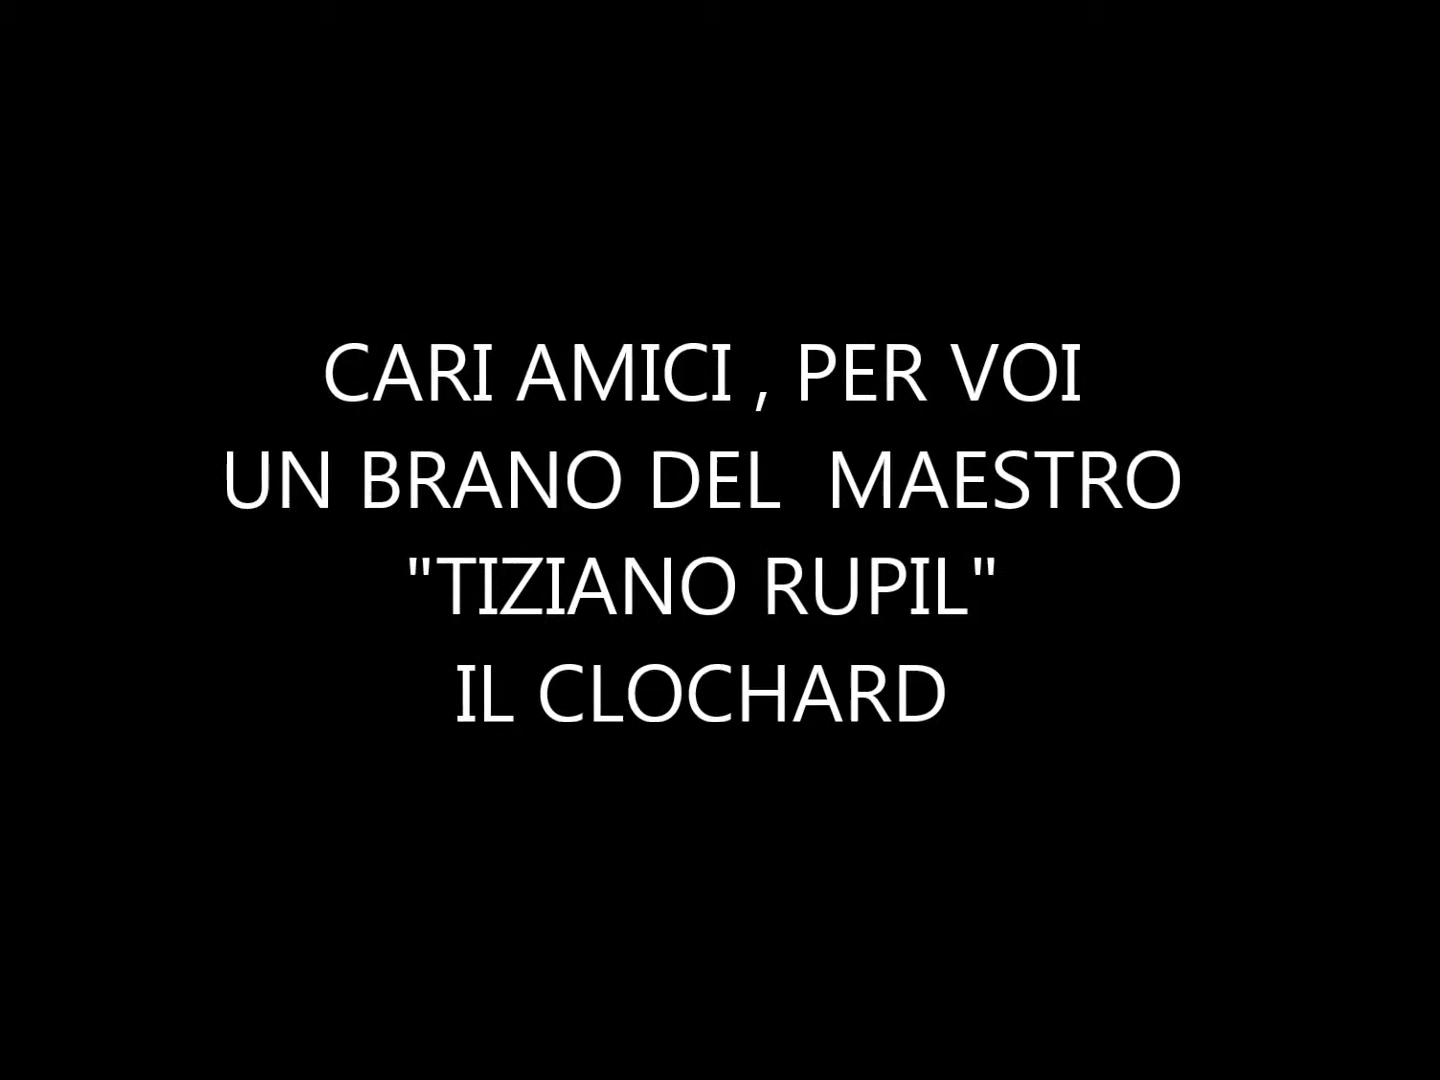 CARI AMICI , PER VOI
UN BRANO DEL  MAESTRO
"TIZIANO RUPIL"
IL CLOCHARD